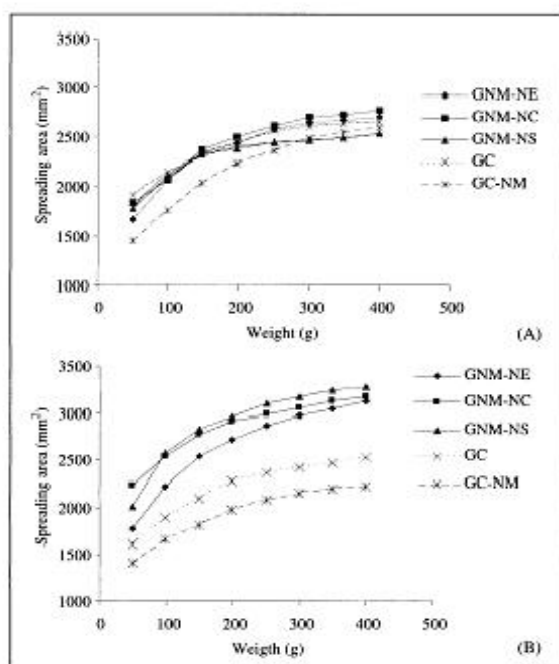 3500
3000
2500
2000
1500
1000
Spreading area (mm²)
0 100 200 300 400 500
Weight (g)
(A)
GNM-NE
GNM-NC
GNM-NS
GC
GC-NM
3500
3000
2500
2000
1500
1000
Spreading area (mm²)
0 100 200 300 400 500
Weigth (g)
(B)
GNM-NE
GNM-NC
GNM-NS
GC
GC-NM